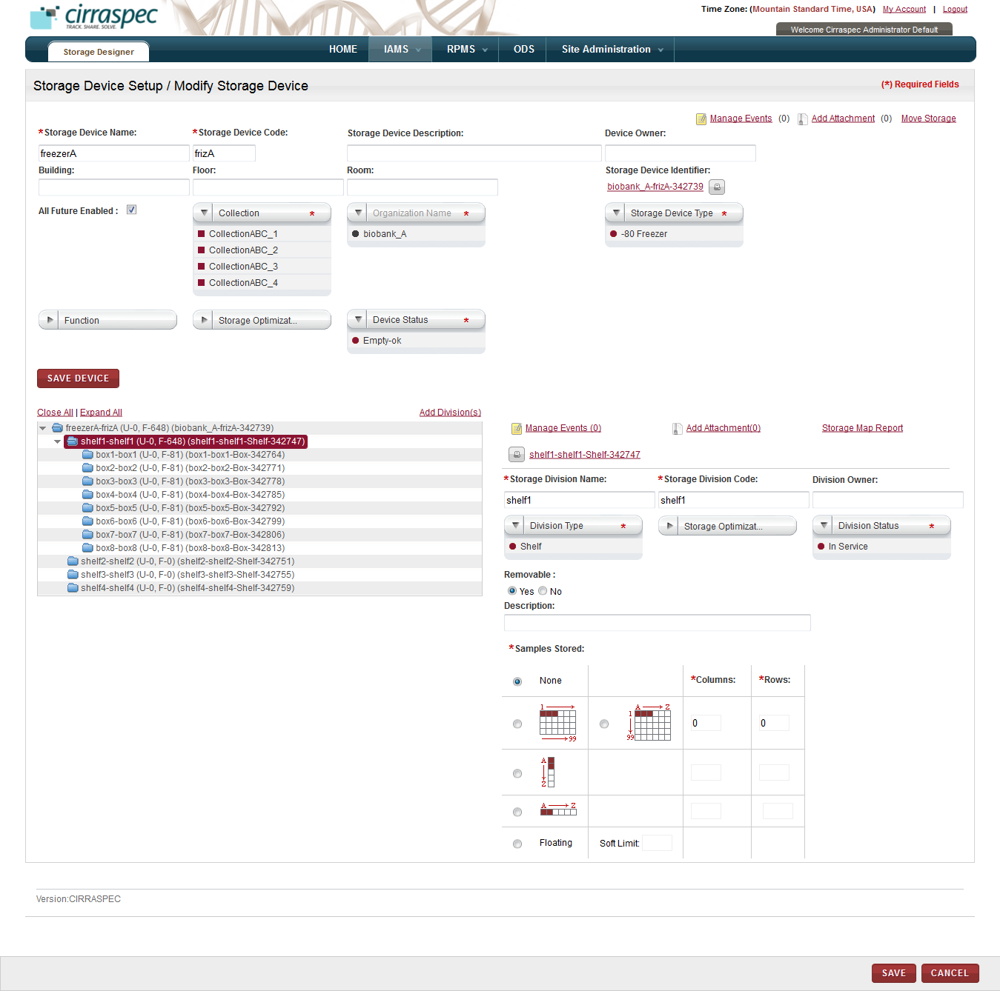 cirraspec
TRACK. SHARE. SOLVE.
Time Zone: (Mountain Standard Time, USA) My Account | Logout
Welcome Cirraspec Administrator Default
Storage Designer
HOME IAMS RPMS ODS Site Administration
Storage Device Setup / Modify Storage Device
(*) Required Fields
Manage Events (0) Add Attachment (0) Move Storage
*Storage Device Name: *Storage Device Code: Storage Device Description: Device Owner:
freezerA frizA
Building: Floor: Room: Storage Device Identifier:
biobank_A-frizA-342739
All Future Enabled : Collection * Organization Name * Storage Device Type *
CollectionABC_1 biobank_A -80 Freezer
CollectionABC_2
CollectionABC_3
CollectionABC_4
Function Storage Optimizat... Device Status *
Empty-ok
SAVE DEVICE
Close All | Expand All Add Division(s)
freezerA-frizA (U-0, F-648) (biobank_A-frizA-342739)
shelf1-shelf1 (U-0, F-648) (shelf1-shelf1-Shelf-342747)
box1-box1 (U-0, F-81) (box1-box1-Box-342764)
box2-box2 (U-0, F-81) (box2-box2-Box-342771)
box3-box3 (U-0, F-81) (box3-box3-Box-342778)
box4-box4 (U-0, F-81) (box4-box4-Box-342785)
box5-box5 (U-0, F-81) (box5-box5-Box-342792)
box6-box6 (U-0, F-81) (box6-box6-Box-342799)
box7-box7 (U-0, F-81) (box7-box7-Box-342806)
box8-box8 (U-0, F-81) (box8-box8-Box-342813)
shelf2-shelf2 (U-0, F-0) (shelf2-shelf2-Shelf-342751)
shelf3-shelf3 (U-0, F-0) (shelf3-shelf3-Shelf-342755)
shelf4-shelf4 (U-0, F-0) (shelf4-shelf4-Shelf-342759)
Manage Events (0) Add Attachment(0) Storage Map Report
shelf1-shelf1-Shelf-342747
*Storage Division Name: *Storage Division Code: Division Owner:
shelf1 shelf1
Division Type * Storage Optimizat... Division Status *
Shelf In Service
Removable :
Yes No
Description:
*Samples Stored:
None *Columns: *Rows:
1 99 A Z 1 99 0 0
A Z
A Z
Floating Soft Limit:
Version:CIRRASPEC
SAVE CANCEL